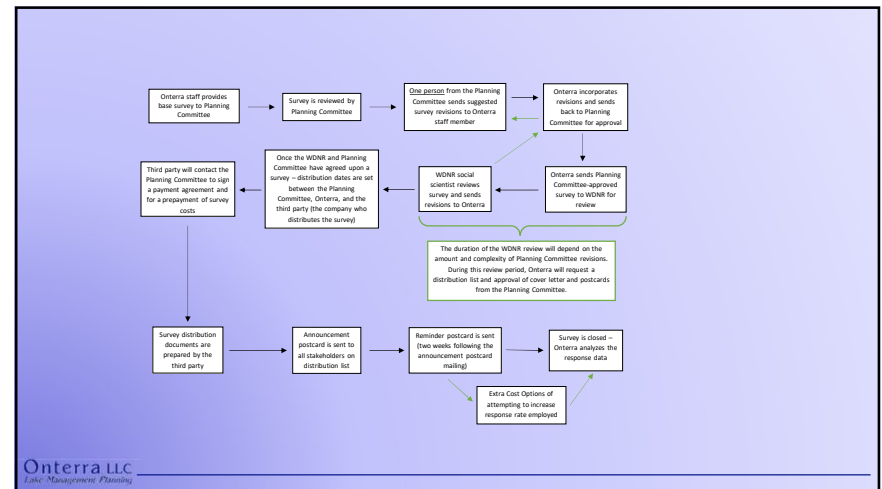 Onterra staff provides
base survey to Planning
Committee
Survey is reviewed by
Planning Committee
One person from the Planning
Committee sends suggested
survey revisions to Onterra
staff member
Onterra incorporates
revisions and sends
back to Planning
Committee for approval
Third party will contact the
Planning Committee to sign
a payment agreement and
for a prepayment of survey
costs
Once the WDNR and Planning
Committee have agreed upon a
survey – distribution dates are set
between the Planning
Committee, Onterra, and the
third party (the company who
distributes the survey)
WDNR social
scientist reviews
survey and sends
revisions to Onterra
Onterra sends Planning
Committee-approved
survey to WDNR for
review
The duration of the WDNR review will depend on the
amount and complexity of Planning Committee revisions.
During this review period, Onterra will request a
distribution list and approval of cover letter and postcards
from the Planning Committee.
Survey distribution
documents are
prepared by the
third party
Announcement
postcard is sent to
all stakeholders on
distribution list
Reminder postcard is sent
(two weeks following the
announcement postcard
mailing)
Survey is closed –
Onterra analyzes the
response data
Extra Cost Options of
attempting to increase
response rate employed
Onterra LLC
Lake Management Planning